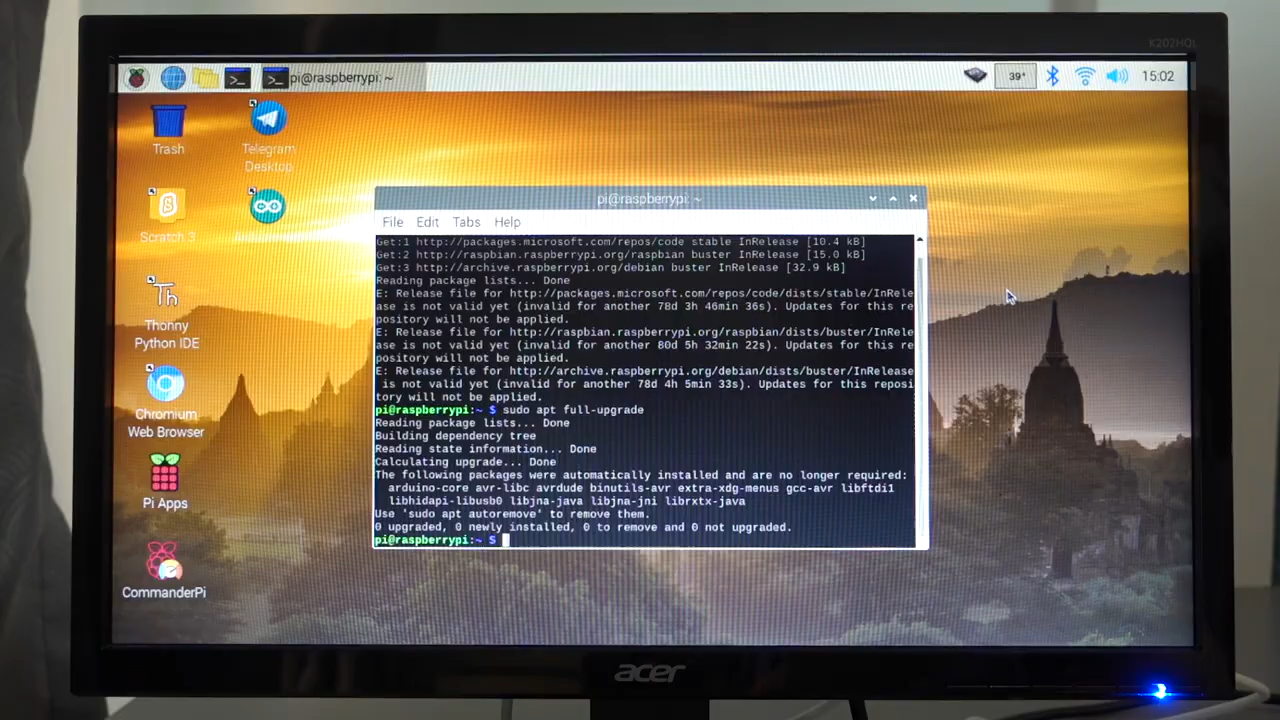 K202HQL
pi@raspberrypi: ~
39°
15:02
Trash
Telegram
Desktop
Scratch 3
Th
Thonny
Python IDE
Chromium
Web Browser
Pi Apps
CommanderPi
pi@raspberrypi: ~
File Edit Tabs Help
Get:1 http://packages.microsoft.com/repos/code stable InRelease [10.4 kB]
Get:2 http://raspbian.raspberrypi.org/raspbian buster InRelease [15.0 kB]
Get:3 http://archive.raspberrypi.org/debian buster InRelease [32.9 kB]
Reading package lists... Done
E: Release file for http://packages.microsoft.com/repos/code/dists/stable/InRele
ase is not valid yet (invalid for another 78d 3h 46min 36s). Updates for this re
pository will not be applied.
E: Release file for http://raspbian.raspberrypi.org/raspbian/dists/buster/InRele
ase is not valid yet (invalid for another 80d 5h 32min 22s). Updates for this re
pository will not be applied.
E: Release file for http://archive.raspberrypi.org/debian/dists/buster/InRelease
is not valid yet (invalid for another 78d 4h 5min 33s). Updates for this reposi
tory will not be applied.
pi@raspberrypi:~ $ sudo apt full-upgrade
Reading package lists... Done
Building dependency tree
Reading state information... Done
Calculating upgrade... Done
The following packages were automatically installed and are no longer required:
arduino-core avr-libc avrdude binutils-avr extra-xdg-menus gcc-avr libftdi1
libhidapi-libusb0 libjna-java libjna-jni librxtx-java
Use 'sudo apt autoremove' to remove them.
0 upgraded, 0 newly installed, 0 to remove and 0 not upgraded.
pi@raspberrypi:~ $
acer